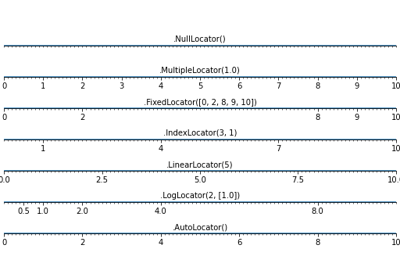 .NullLocator()
.MultipleLocator(1.0)
0 1 2 3 4 5 6 7 8 9 10
.FixedLocator([0, 2, 8, 9, 10])
0 2 8 9 10
.IndexLocator(3, 1)
1 4 7 10
.LinearLocator(5)
0.0 2.5 5.0 7.5 10.0
.LogLocator(2, [1.0])
0.5 1.0 2.0 4.0 8.0
.AutoLocator()
0 2 4 6 8 10